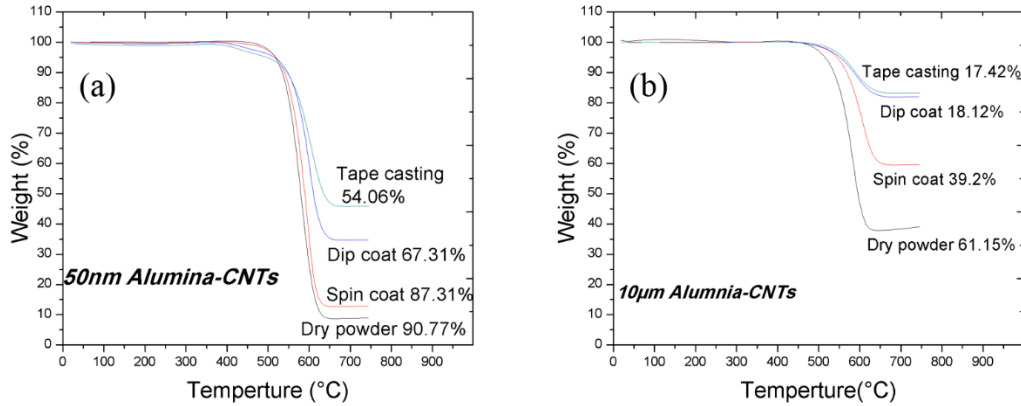 (a)
Weight (%)
110
100
90
80
70
60
50
40
30
20
10
0
Tape casting
54.06%
Dip coat 67.31%
50nm Alumina-CNTs
Spin coat 87.31%
Dry powder 90.77%
0 100 200 300 400 500 600 700 800 900
Temperture (°C)
(b)
Weight (%)
110
100
90
80
70
60
50
40
30
20
10
0
Tape casting 17.42%
Dip coat 18.12%
Spin coat 39.2%
Dry powder 61.15%
10µm Alumnia-CNTs
0 100 200 300 400 500 600 700 800 900
Temperture(°C)